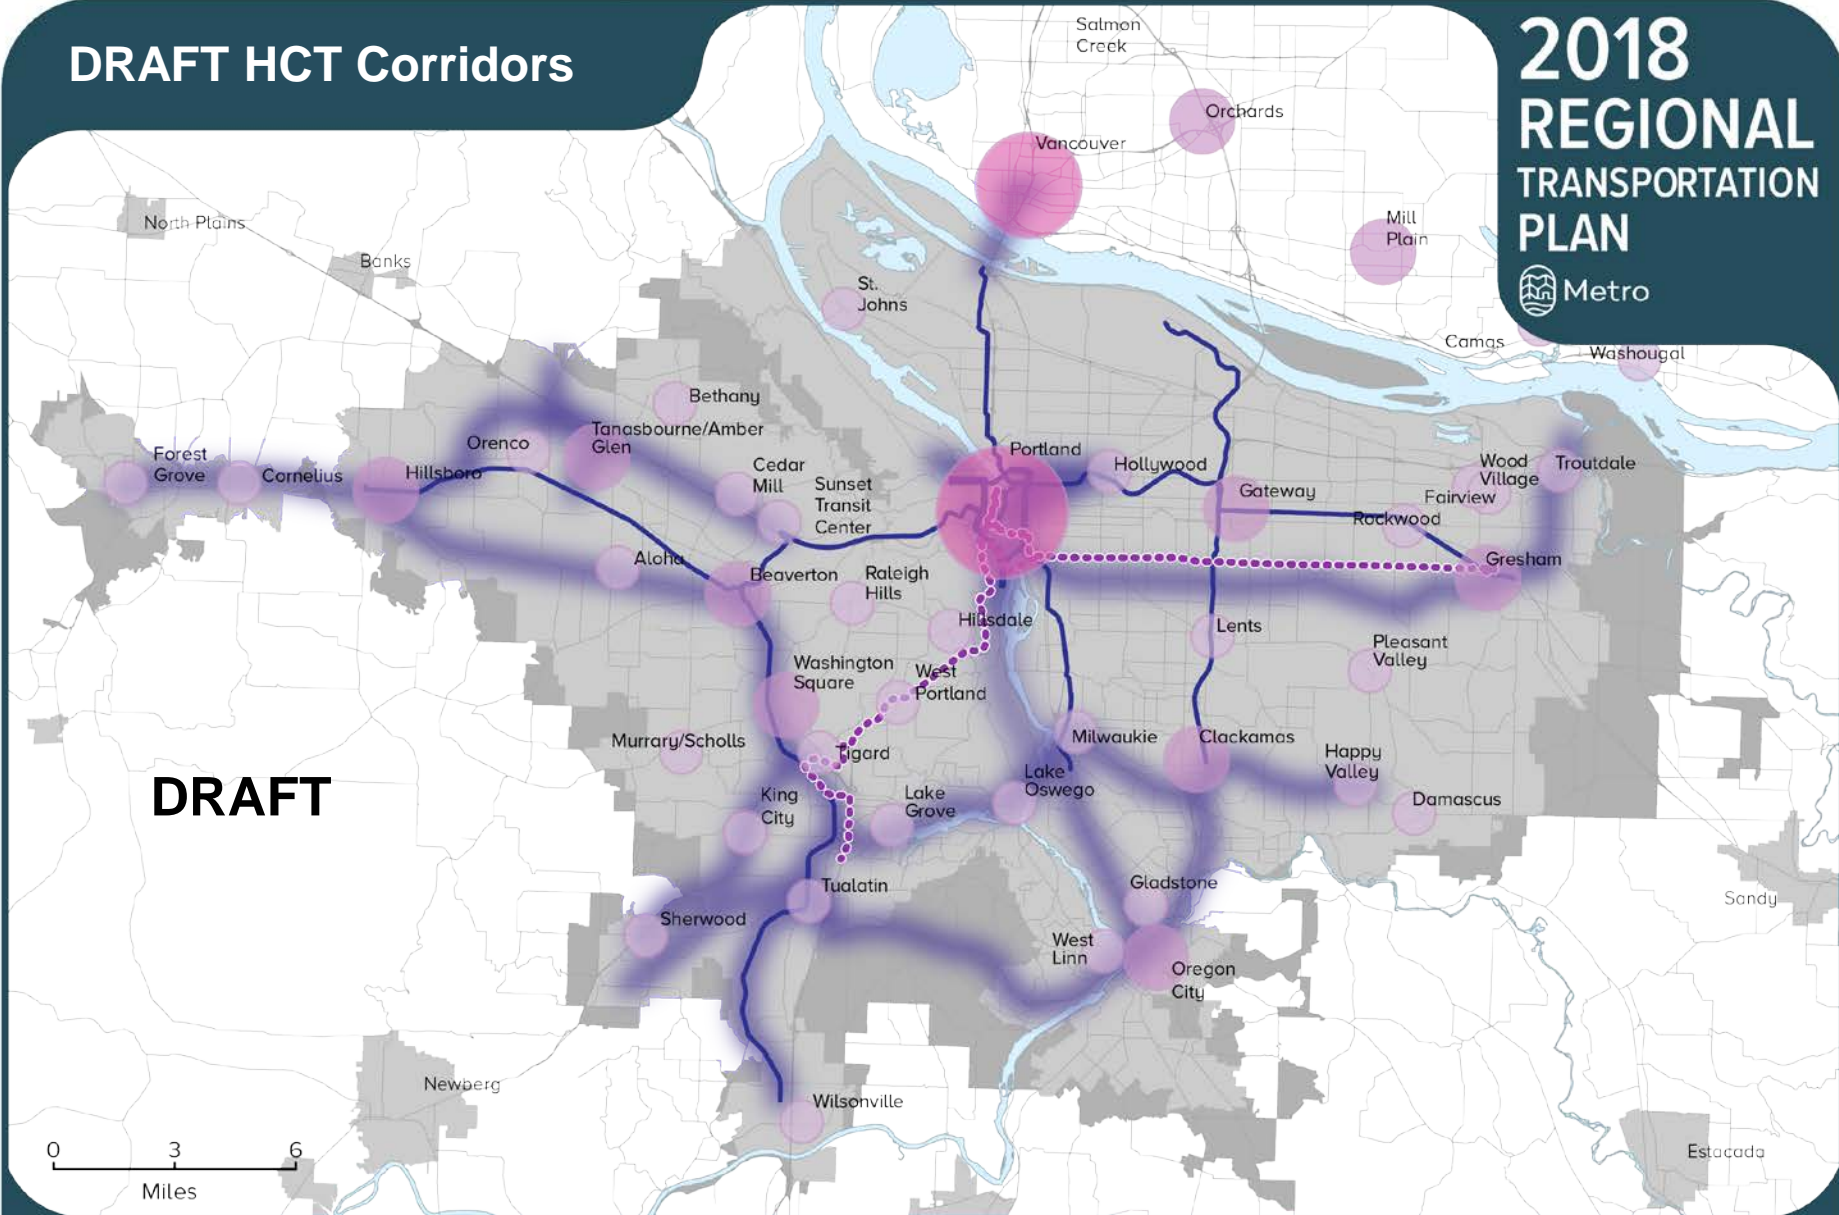 DRAFT HCT Corridors
2018
REGIONAL
TRANSPORTATION
PLAN
Metro
Salmon
Creek
Orchards
Vancouver
Mill
Plain
North Plains
Banks
St.
Johns
Camas
Washougal
Bethany
Tanasbourne/Amber
Glen
Orenco
Forest
Grove
Cornelius
Hillsboro
Cedar
Mill
Sunset
Transit
Center
Portland
Hollywood
Gateway
Wood
Village
Troutdale
Fairview
Rockwood
Gresham
Aloha
Beaverton
Raleigh
Hills
Hillsdale
Lents
Pleasant
Valley
Washington
Square
West
Portland
Murrary/Scholls
Tigard
Milwaukie
Clackamas
Happy
Valley
Lake
Oswego
Damascus
DRAFT
King
City
Lake
Grove
Tualatin
Gladstone
Sherwood
West
Linn
Oregon
City
Sandy
Newberg
Wilsonville
Estacada
0 3 6
Miles